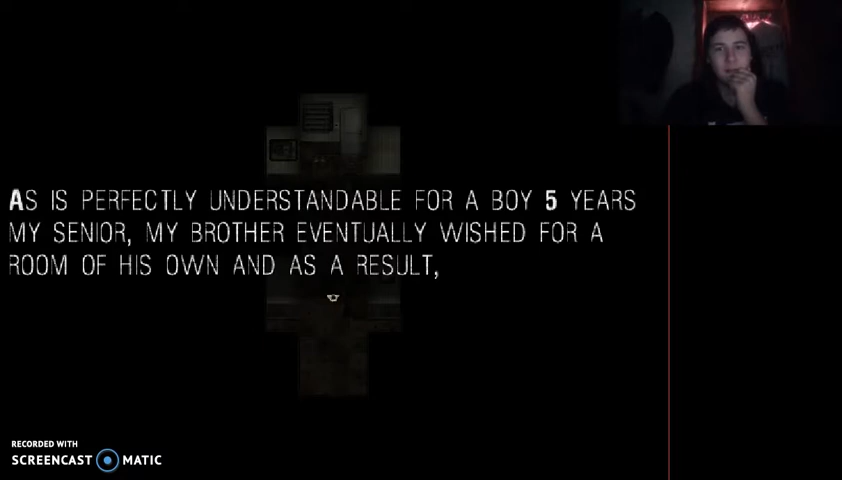 AS IS PERFECTLY UNDERSTANDABLE FOR A BOY 5 YEARS
MY SENIOR, MY BROTHER EVENTUALLY WISHED FOR A
ROOM OF HIS OWN AND AS A RESULT,
RECORDED WITH
SCREENCAST MATIC